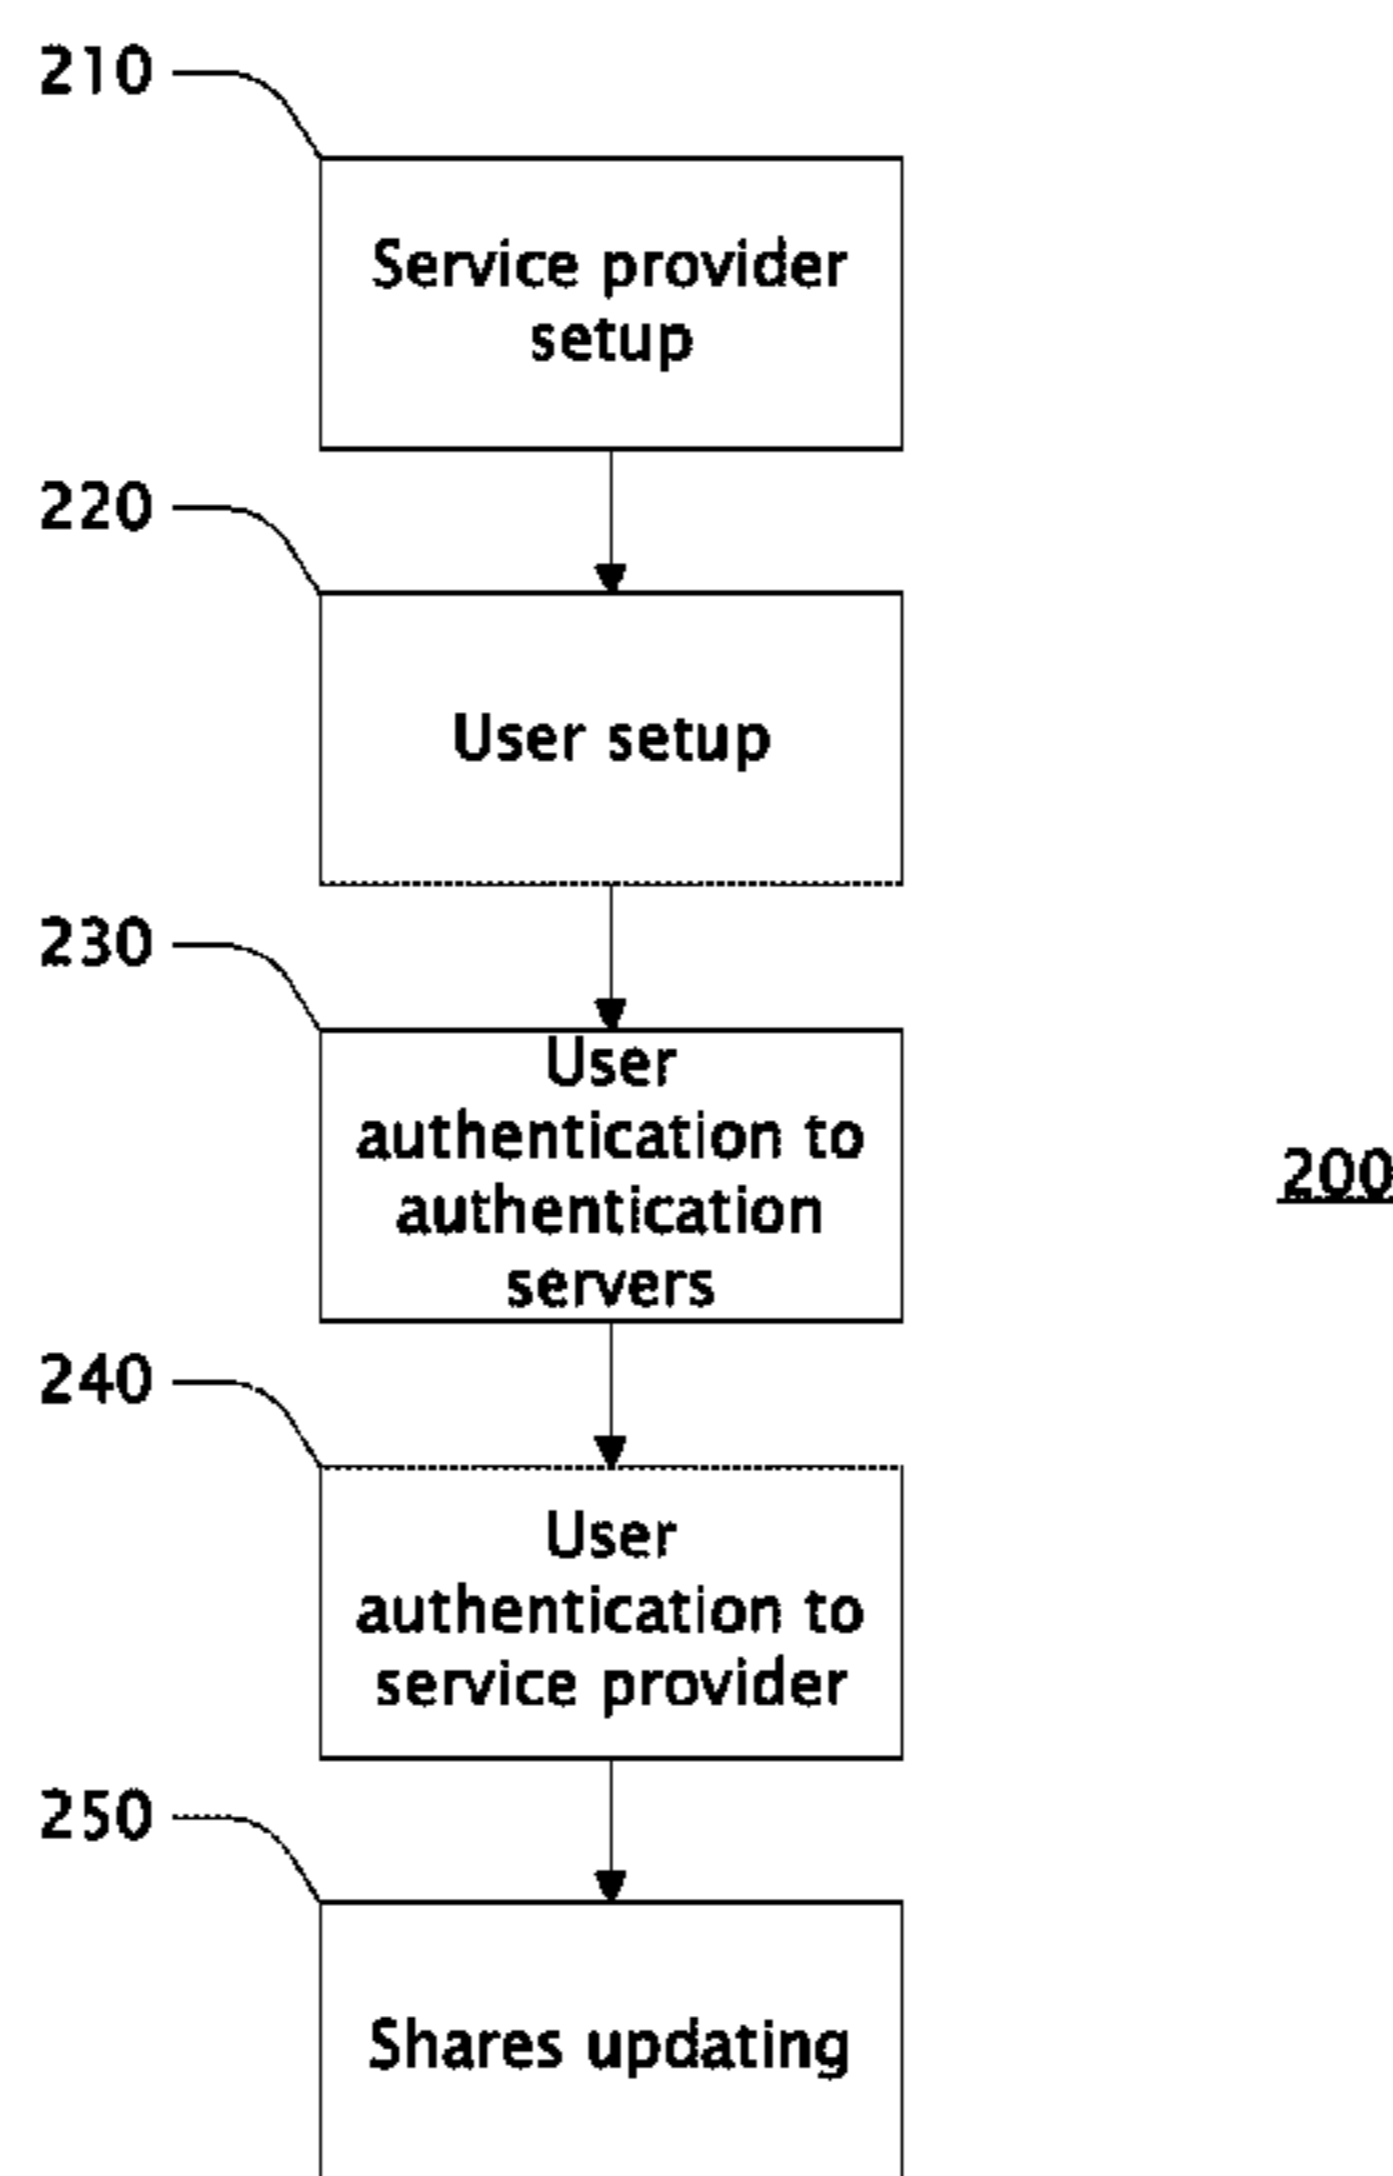 210
Service provider
setup
220
User setup
230
User
authentication to
authentication
servers
200
240
User
authentication to
service provider
250
Shares updating